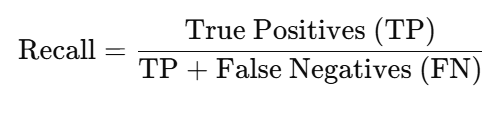 Recall = True Positives (TP) / TP + False Negatives (FN)